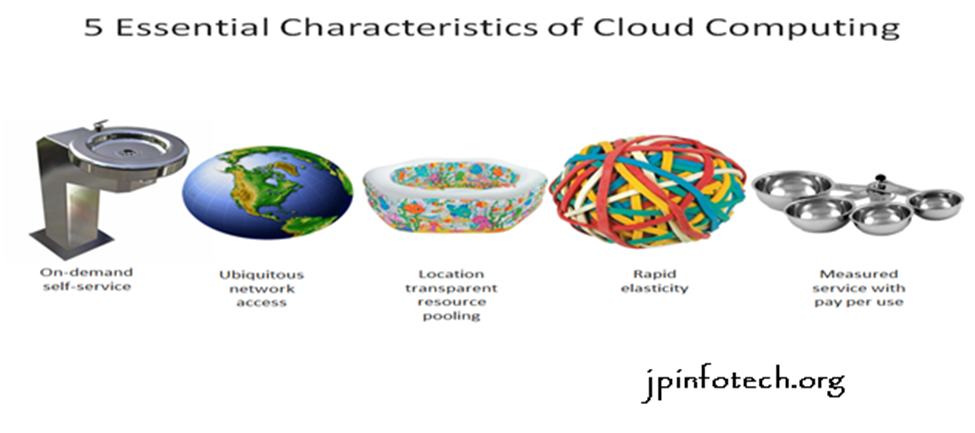 5 Essential Characteristics of Cloud Computing
On-demand
self-service
Ubiquitous
network
access
Location
transparent
resource
pooling
Rapid
elasticity
Measured
service with
pay per use
jpinfotech.org